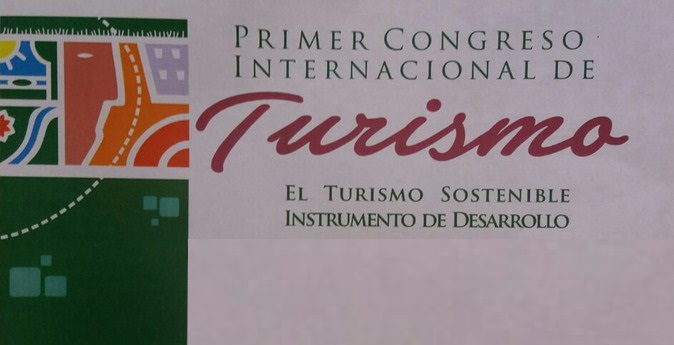 PRIMER CONGRESO
INTERNACIONAL DE
Turismo
EL TURISMO SOSTENIBLE
INSTRUMENTO DE DESARROLLO